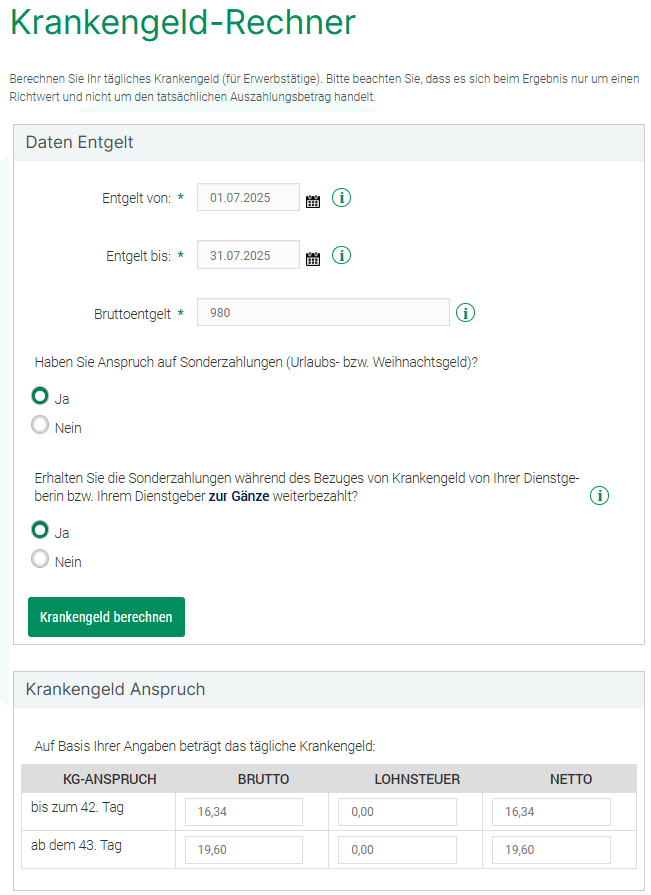 Krankengeld-Rechner
Berechnen Sie Ihr tägliches Krankengeld (für Erwerbstätige). Bitte beachten Sie, dass es sich beim Ergebnis nur um einen
Richtwert und nicht um den tatsächlichen Auszahlungsbetrag handelt.
Daten Entgelt
Entgelt von: * 01.07.2025 i
Entgelt bis: * 31.07.2025 i
Bruttoentgelt * 980 i
Haben Sie Anspruch auf Sonderzahlungen (Urlaubs- bzw. Weihnachtsgeld)?
Ja
Nein
Erhalten Sie die Sonderzahlungen während des Bezuges von Krankengeld von Ihrer Dienstge-
berin bzw. Ihrem Dienstgeber zur Gänze weiterbezahlt? i
Ja
Nein
Krankengeld berechnen
Krankengeld Anspruch
Auf Basis Ihrer Angaben beträgt das tägliche Krankengeld:
KG-ANSPRUCH BRUTTO LOHNSTEUER NETTO
bis zum 42. Tag 16,34 0,00 16,34
ab dem 43. Tag 19,60 0,00 19,60